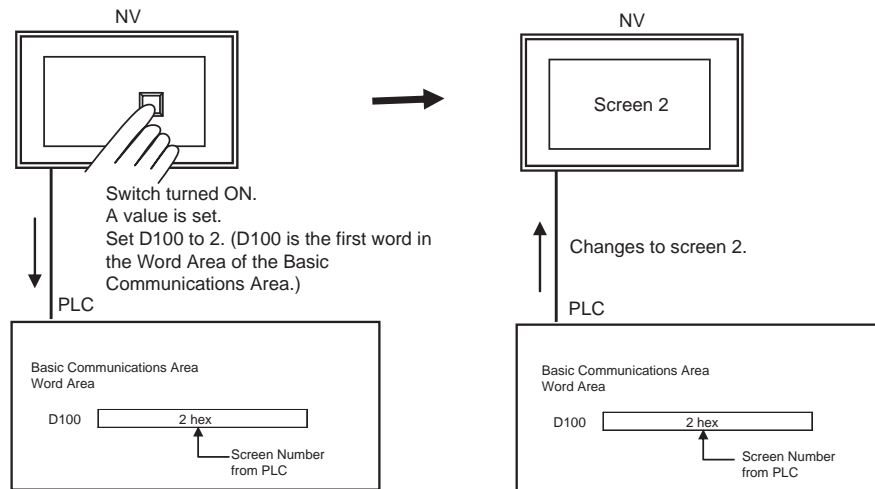 NV
Switch turned ON.
A value is set.
Set D100 to 2. (D100 is the first word in
the Word Area of the Basic
Communications Area.)
PLC
Basic Communications Area
Word Area
D100
2 hex
Screen Number
from PLC
NV
Screen 2
Changes to screen 2.
PLC
Basic Communications Area
Word Area
D100
2 hex
Screen Number
from PLC